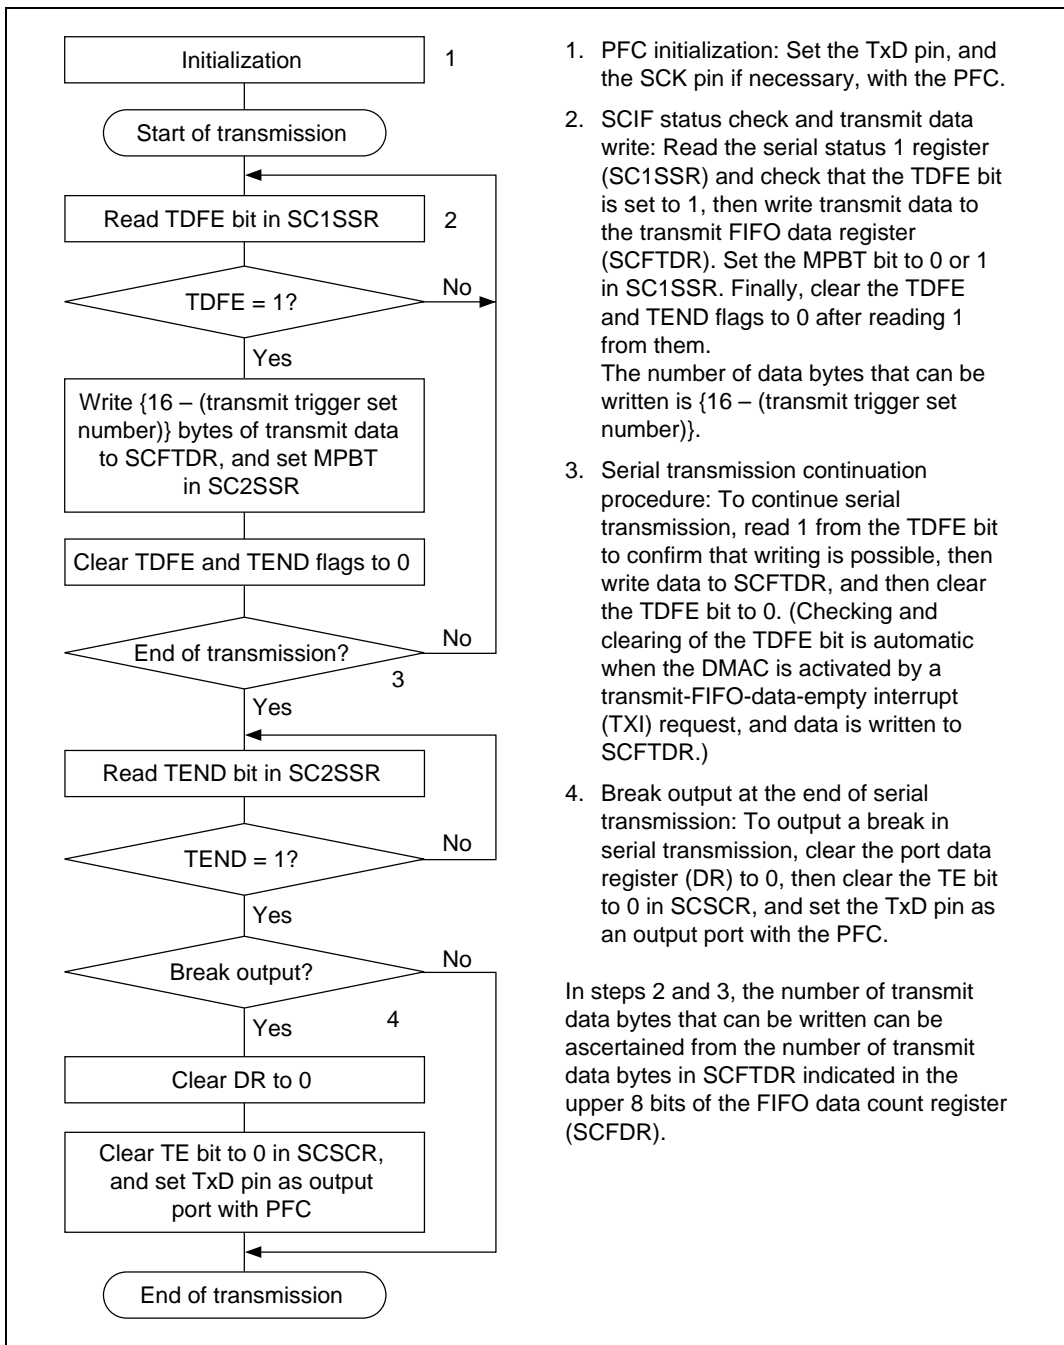 Initialization
1
Start of transmission
Read TDFE bit in SC1SSR
2
TDFE = 1?
No
Yes
Write {16 – (transmit trigger set
number)} bytes of transmit data
to SCFTDR, and set MPBT
in SC2SSR
Clear TDFE and TEND flags to 0
End of transmission?
No
3
Yes
Read TEND bit in SC2SSR
TEND = 1?
No
Yes
Break output?
No
4
Yes
Clear DR to 0
Clear TE bit to 0 in SCSCR,
and set TxD pin as output
port with PFC
End of transmission
1. PFC initialization: Set the TxD pin, and
the SCK pin if necessary, with the PFC.
2. SCIF status check and transmit data
write: Read the serial status 1 register
(SC1SSR) and check that the TDFE bit
is set to 1, then write transmit data to
the transmit FIFO data register
(SCFTDR). Set the MPBT bit to 0 or 1
in SC1SSR. Finally, clear the TDFE
and TEND flags to 0 after reading 1
from them.
The number of data bytes that can be
written is {16 – (transmit trigger set
number)}.
3. Serial transmission continuation
procedure: To continue serial
transmission, read 1 from the TDFE bit
to confirm that writing is possible, then
write data to SCFTDR, and then clear
the TDFE bit to 0. (Checking and
clearing of the TDFE bit is automatic
when the DMAC is activated by a
transmit-FIFO-data-empty interrupt
(TXI) request, and data is written to
SCFTDR.)
4. Break output at the end of serial
transmission: To output a break in
serial transmission, clear the port data
register (DR) to 0, then clear the TE bit
to 0 in SCSCR, and set the TxD pin as
an output port with the PFC.
In steps 2 and 3, the number of transmit
data bytes that can be written can be
ascertained from the number of transmit
data bytes in SCFTDR indicated in the
upper 8 bits of the FIFO data count register
(SCFDR).